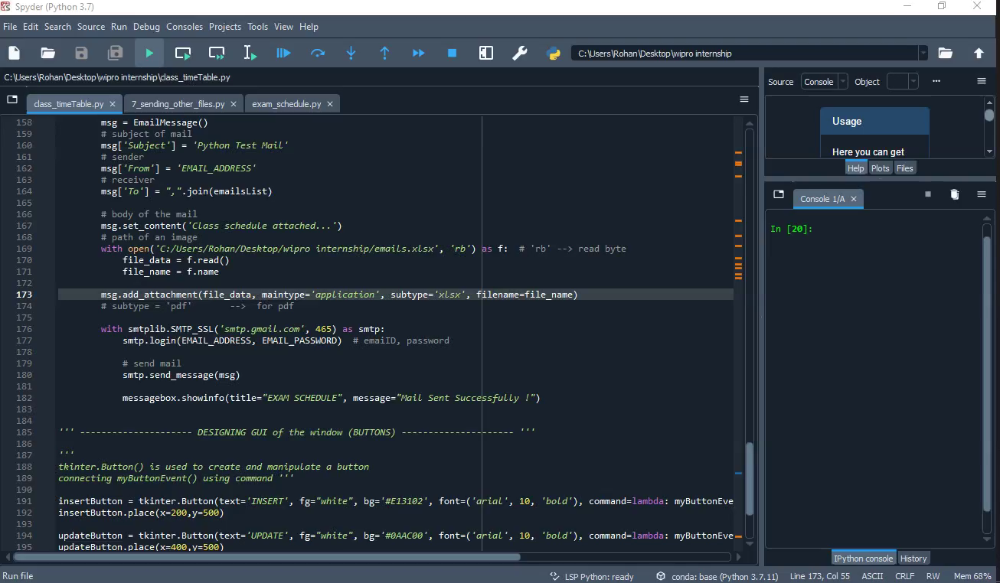 Spyder (Python 3.7)
File Edit Search Source Run Debug Consoles Projects Tools View Help
C:\Users\Rohan\Desktop\wipro internship
C:\Users\Rohan\Desktop\wipro internship\class_timeTable.py
class_timeTable.py 7_sending_other_files.py exam_schedule.py
158 msg = EmailMessage()
159 # subject of mail
160 msg['Subject'] = 'Python Test Mail'
161 # sender
162 msg['From'] = 'EMAIL_ADDRESS'
163 # receiver
164 msg['To'] = ",".join(emailsList)
165
166 # body of the mail
167 msg.set_content('Class schedule attached...')
168 # path of an image
169 with open('C:/Users/Rohan/Desktop/wipro internship/emails.xlsx', 'rb') as f:  # 'rb' --> read byte
170 file_data = f.read()
171 file_name = f.name
172
173 msg.add_attachment(file_data, maintype='application', subtype='xlsx', filename=file_name)
174 # subtype = 'pdf'       -->  for pdf
175
176 with smtplib.SMTP_SSL('smtp.gmail.com', 465) as smtp:
177 smtp.login(EMAIL_ADDRESS, EMAIL_PASSWORD)  # emaiID, password
178
179 # send mail
180 smtp.send_message(msg)
181
182 messagebox.showinfo(title="EXAM SCHEDULE", message="Mail Sent Successfully !")
183
184
185 ''' --------------------- DESIGNING GUI of the window (BUTTONS) --------------------- '''
186
187 '''
188 tkinter.Button() is used to create and manipulate a button
189 connecting myButtonEvent() using command '''
190
191 insertButton = tkinter.Button(text='INSERT', fg="white", bg='#E13102', font=('arial', 10, 'bold'), command=lambda: myButtonEve
192 insertButton.place(x=200,y=500)
193
194 updateButton = tkinter.Button(text='UPDATE', fg="white", bg='#0AAC00', font=('arial', 10, 'bold'), command=lambda: myButtonEve
195 updateButton.place(x=400,y=500)
Source Console Object
Usage
Here you can get
Help Plots Files
Console 1/A
In [20]:
IPython console History
Run file
LSP Python: ready conda: base (Python 3.7.11) Line 173, Col 55 ASCII CRLF RW Mem 68%